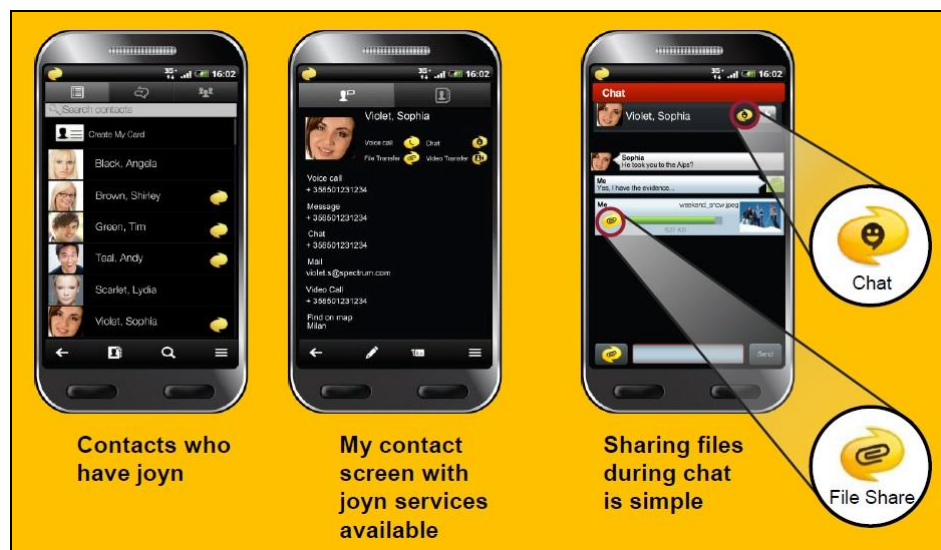 3G 16:02
Search contacts
Create My Card
Black, Angela
Brown, Shirley
Green, Tim
Teal, Andy
Scarlet, Lydia
Violet, Sophia
Contacts who
have joyn
3G 16:02
Violet, Sophia
Voice call Chat
File Transfer Video Transfer
Voice call
+ 358501231234
Message
+ 358501231234
Chat
+ 358501231234
Mail
violet.s@spectrum.com
Video Call
+ 358501231234
Find on map
Milan
My contact
screen with
joyn services
available
3G 16:02
Chat
Violet, Sophia
Sophia
He took you to the Alps?
Me
Yes, I have the evidence...
Me weekend_snow.jpeg
Send
Sharing files
during chat
is simple
Chat
File Share